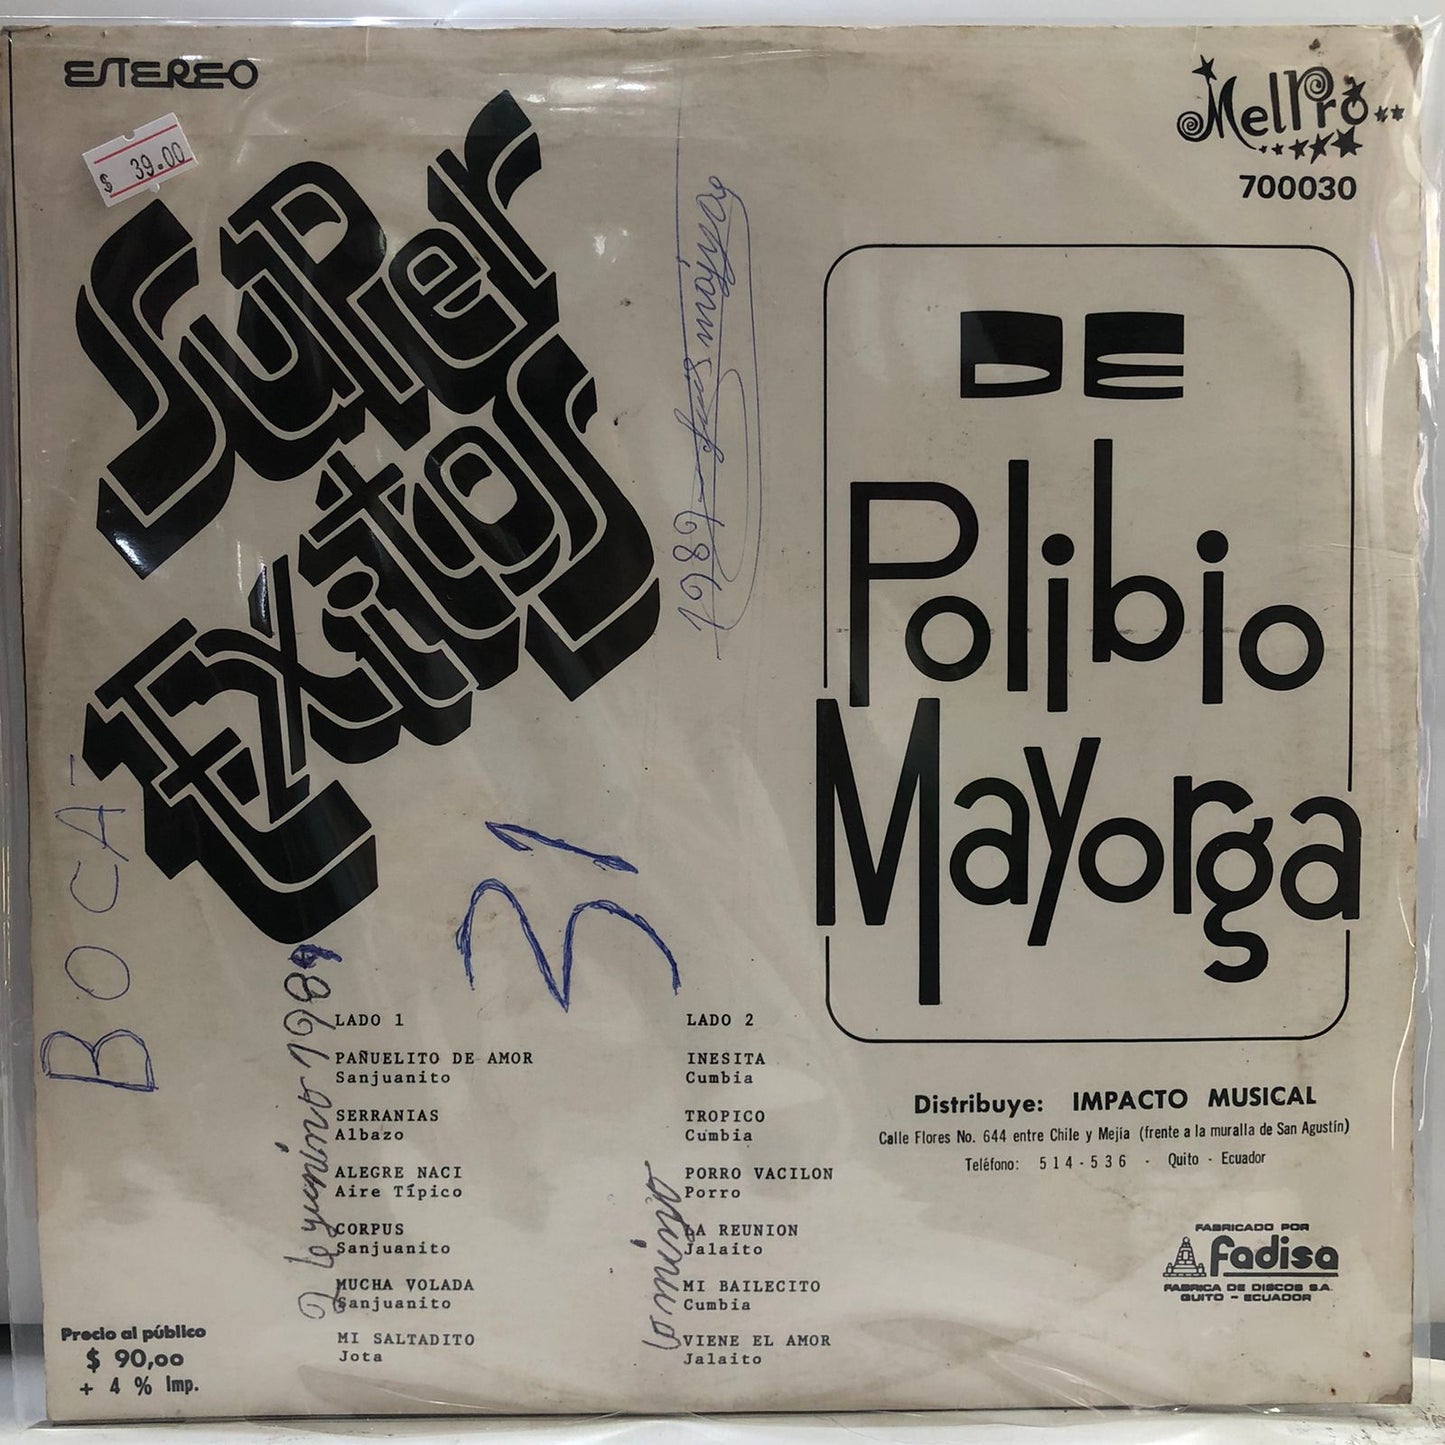 ESTEREO
$ 39.00
MelPro
700030
Super
Exitos
DE
Polibio
Mayorga
BOCA-
31
LADO 1
PAÑUELITO DE AMOR
Sanjuanito
SERRANIAS
Albazo
ALEGRE NACI
Aire Típico
CORPUS
Sanjuanito
MUCHA VOLADA
Sanjuanito
MI SALTADITO
Jota
LADO 2
INESITA
Cumbia
TROPICO
Cumbia
PORRO VACILON
Porro
LA REUNION
Jalaito
MI BAILECITO
Cumbia
VIENE EL AMOR
Jalaito
Distribuye: IMPACTO MUSICAL
Calle Flores No. 644 entre Chile y Mejía (frente a la muralla de San Agustín)
Teléfono: 514-536 - Quito - Ecuador
FABRICADO POR
fadisa
FABRICA DE DISCOS S.A.
QUITO - ECUADOR
Precio al público
$ 90,00
+ 4 % Imp.